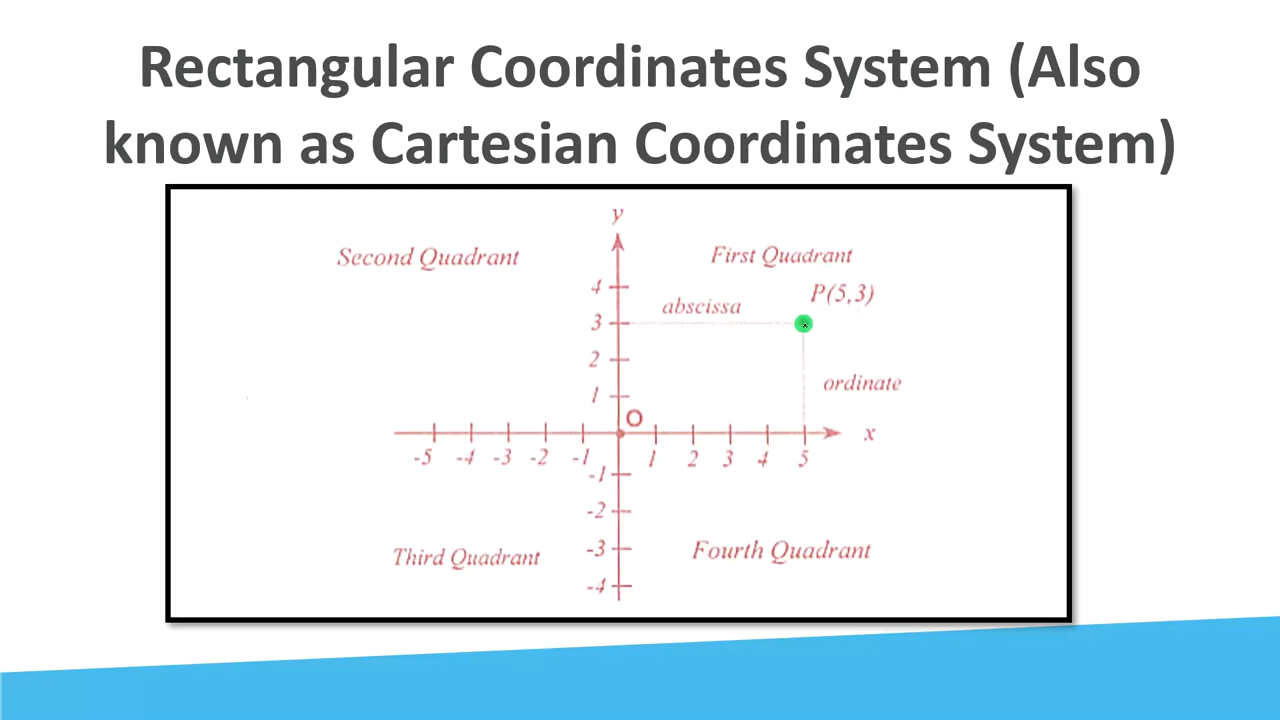 Rectangular Coordinates System (Also
known as Cartesian Coordinates System)
y
Second Quadrant
First Quadrant
4
P(5,3)
abscissa
3
2
ordinate
1
O
x
-5 -4 -3 -2 -1 1 2 3 4 5
-1
-2
-3
Third Quadrant
Fourth Quadrant
-4